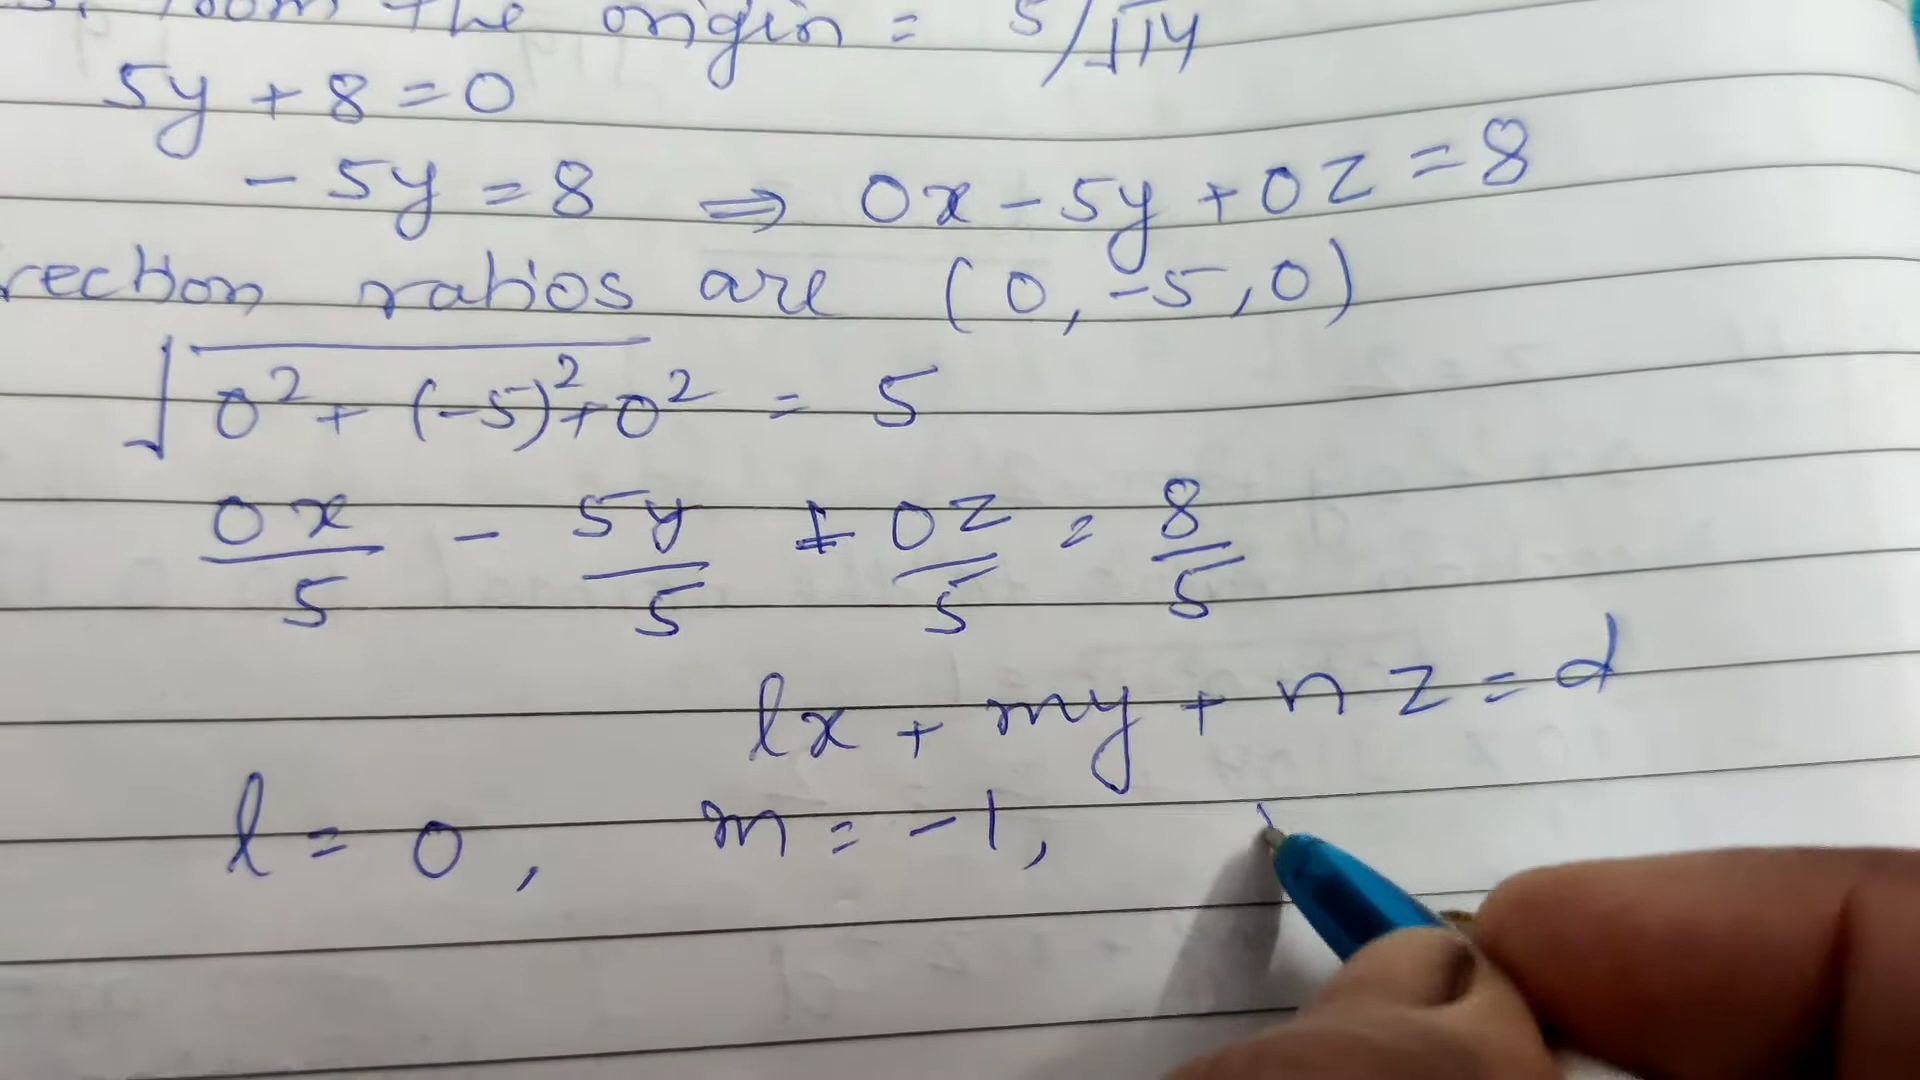 the origin = 5/√14
5y + 8 = 0
- 5y = 8 ⇒ 0x - 5y + 0z = 8
rection ratios are (0, -5, 0)
√0² + (-5)² + 0² = 5
0x/5 - 5y/5 + 0z/5 = 8/5
lx + my + nz = d
l = 0, m = -1,